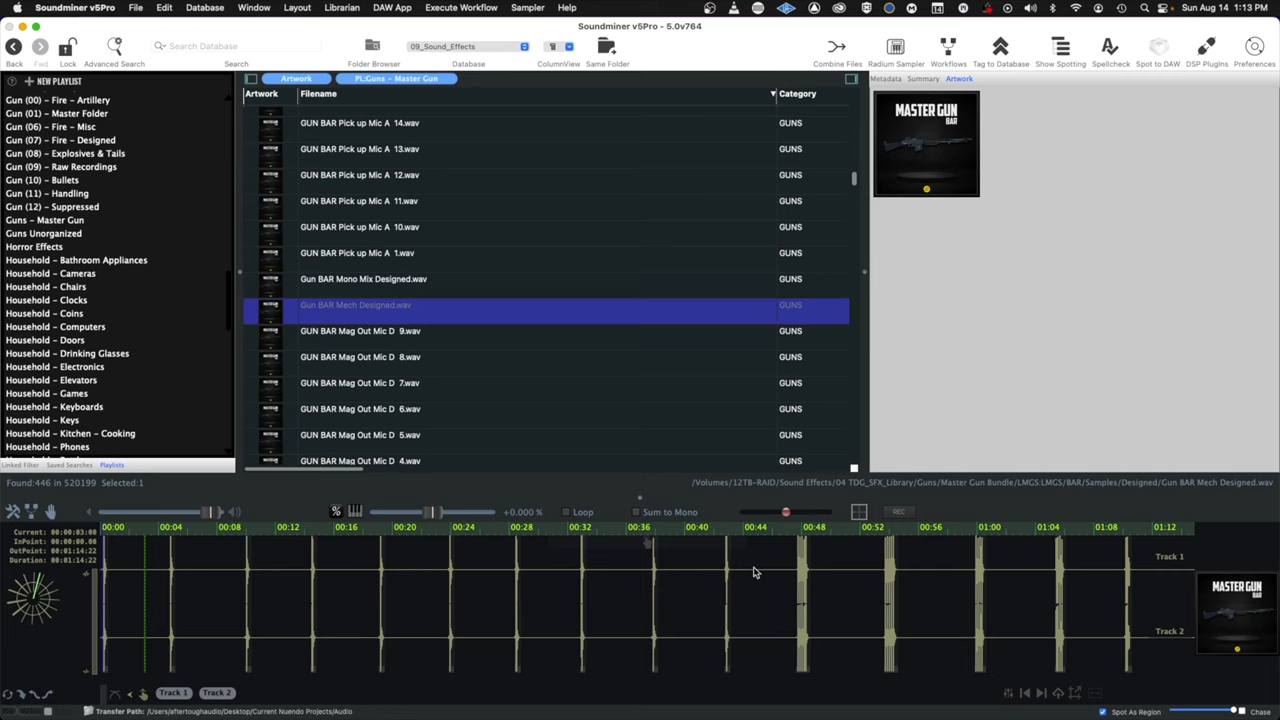 Soundminer v5Pro File Edit Database Window Layout Librarian DAW App Execute Workflow Sampler Help Sun Aug 14 1:13 PM
Soundminer v5Pro - 5.0v764
Search Database 09_Sound_Effects
Back Fwd Lock Advanced Search Search Folder Browser Database ColumnView Same Folder Combine Files Radium Sampler Workflows Tag to Database Show Spotting Spellcheck Spot to DAW DSP Plugins Preferences
NEW PLAYLIST
Gun (00) – Fire – Artillery
Gun (01) – Master Folder
Gun (06) – Fire – Misc
Gun (07) – Fire – Designed
Gun (08) – Explosives & Tails
Gun (09) – Raw Recordings
Gun (10) – Bullets
Gun (11) – Handling
Gun (12) – Suppressed
Guns – Master Gun
Guns Unorganized
Horror Effects
Household – Bathroom Appliances
Household – Cameras
Household – Chairs
Household – Clocks
Household – Coins
Household – Computers
Household – Doors
Household – Drinking Glasses
Household – Electronics
Household – Elevators
Household – Games
Household – Keyboards
Household – Keys
Household – Kitchen – Cooking
Household – Phones
Linked Filter Saved Searches Playlists
Artwork PL:Guns – Master Gun
Artwork Filename Category
GUN BAR Pick up Mic A 14.wav GUNS
GUN BAR Pick up Mic A 13.wav GUNS
GUN BAR Pick up Mic A 12.wav GUNS
GUN BAR Pick up Mic A 11.wav GUNS
GUN BAR Pick up Mic A 10.wav GUNS
GUN BAR Pick up Mic A 1.wav GUNS
Gun BAR Mono Mix Designed.wav GUNS
Gun BAR Mech Designed.wav GUNS
GUN BAR Mag Out Mic D 9.wav GUNS
GUN BAR Mag Out Mic D 8.wav GUNS
GUN BAR Mag Out Mic D 7.wav GUNS
GUN BAR Mag Out Mic D 6.wav GUNS
GUN BAR Mag Out Mic D 5.wav GUNS
GUN BAR Mag Out Mic D 4.wav GUNS
Metadata Summary Artwork
MASTER GUN
BAR
Found:446 in 520199 Selected:1 /Volumes/12TB-RAID/Sound Effects/04 TDG_SFX_Library/Guns/Master Gun Bundle/LMGS:LMGS/BAR/Samples/Designed/Gun BAR Mech Designed.wav
% +0.000 % Loop Sum to Mono REC
00:00 00:04 00:08 00:12 00:16 00:20 00:24 00:28 00:32 00:36 00:40 00:44 00:48 00:52 00:56 01:00 01:04 01:08 01:12
Current: 00:00:03:00
InPoint: 00:00:00.00
OutPoint: 00:01:14:22
Duration: 00:01:14:22
Track 1
Track 2
MASTER GUN
BAR
Track 1 Track 2
Transfer Path: /Users/aftertoughaudio/Desktop/Current Nuendo Projects/Audio Spot As Region Chase